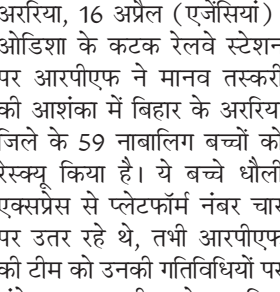 अररिया, 16 अप्रैल (एजेंसियां)
ओडिशा के कटक रेलवे स्टेशन
पर आरपीएफ ने मानव तस्करी
की आशंका में बिहार के अररिय
जिले के 59 नाबालिग बच्चों को
रेस्क्यू किया है। ये बच्चे धौली
एक्सप्रेस से प्लेटफॉर्म नंबर चार
पर उतर रहे थे, तभी आरपीएफ
की टीम को उनकी गतिविधियों पर